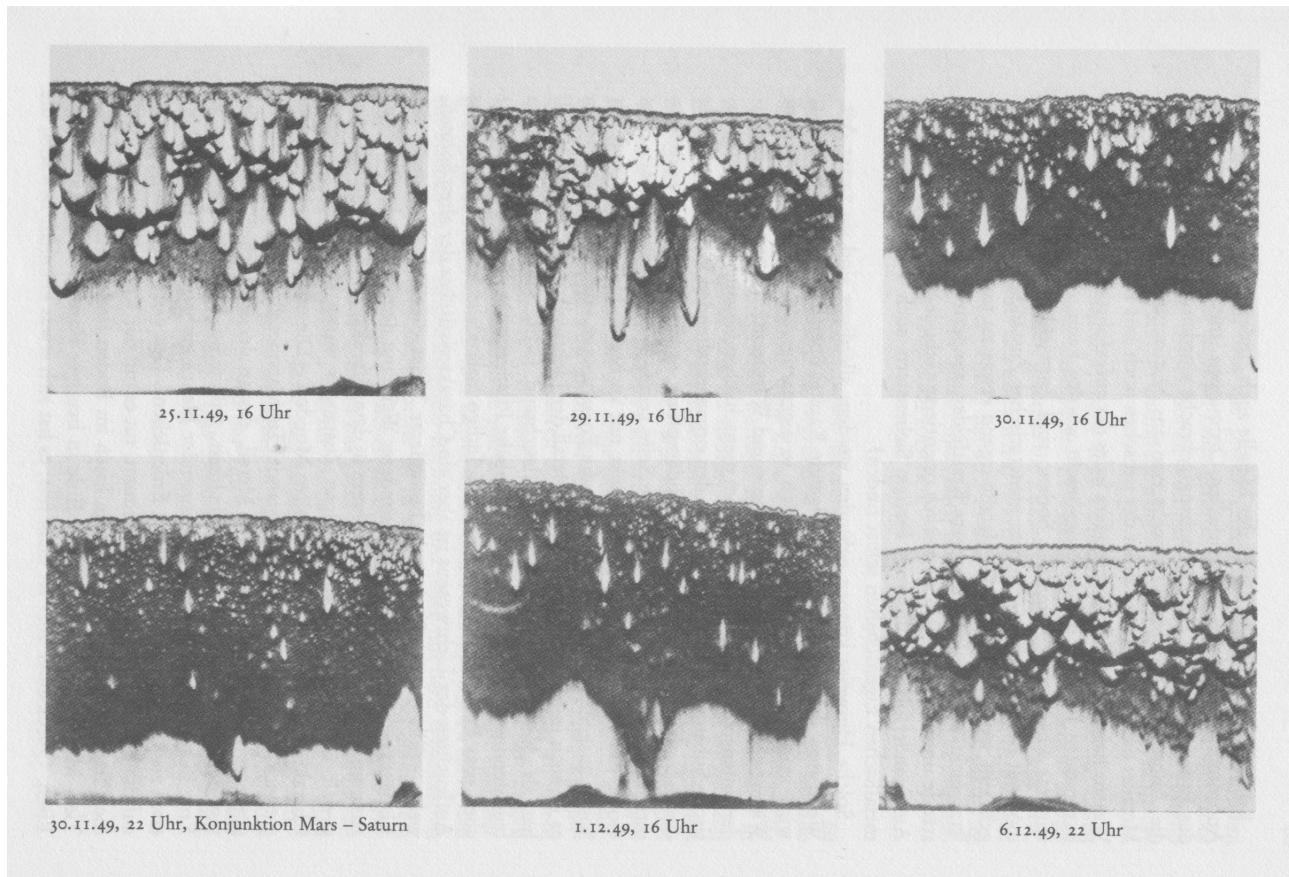 25.11.49, 16 Uhr
29.11.49, 16 Uhr
30.11.49, 16 Uhr
30.11.49, 22 Uhr, Konjunktion Mars – Saturn
1.12.49, 16 Uhr
6.12.49, 22 Uhr